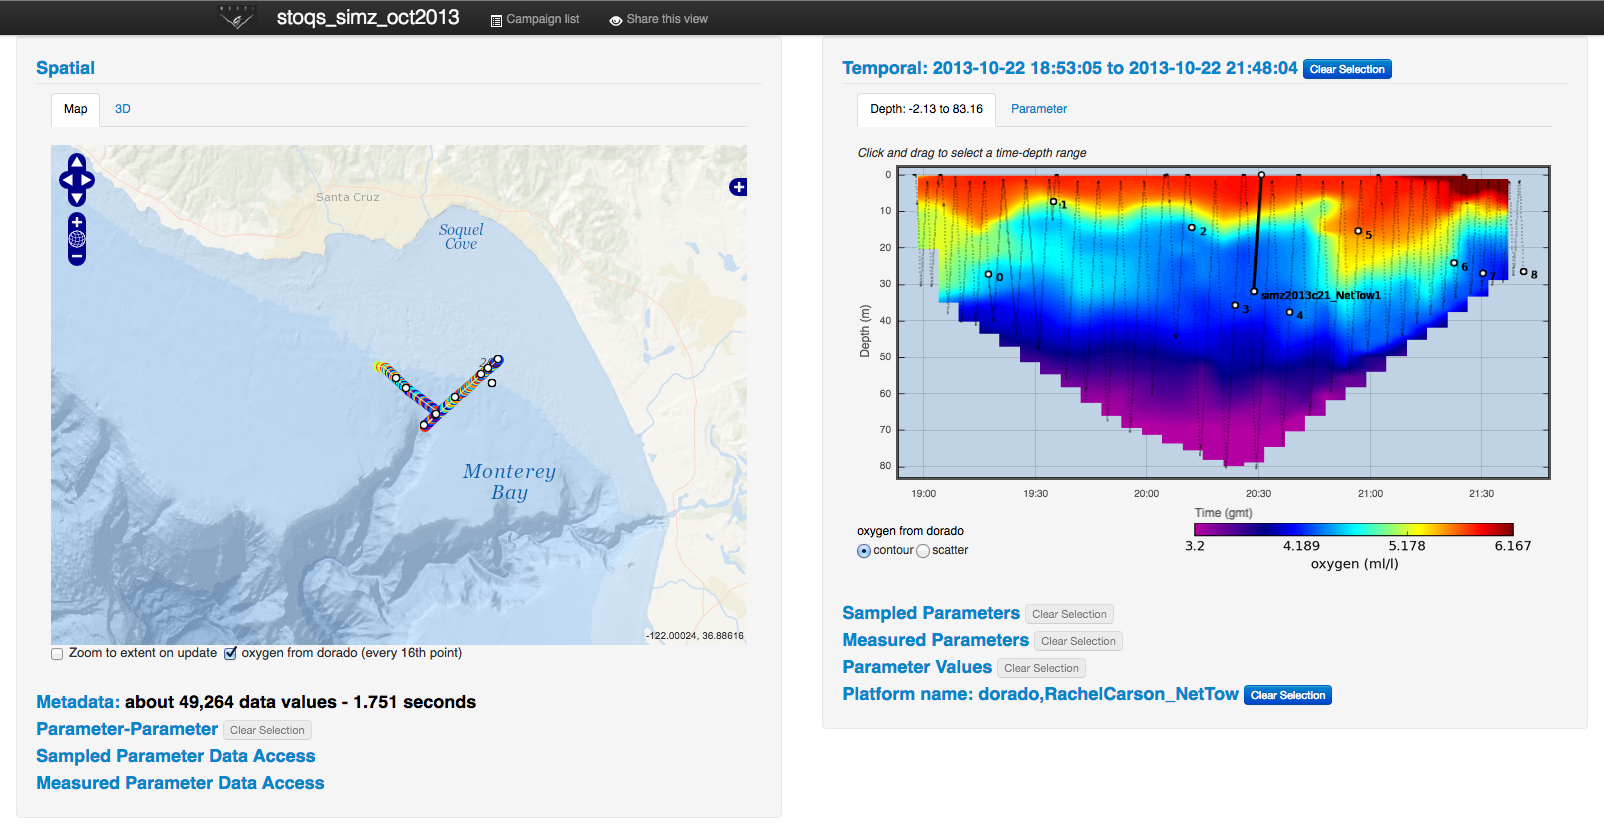 stoqs_simz_oct2013 Campaign list Share this view
Spatial
Map 3D
Santa Cruz
Soquel
Cove
Monterey
Bay
-122.00024, 36.88616
Zoom to extent on update oxygen from dorado (every 16th point)
Metadata: about 49,264 data values - 1.751 seconds
Parameter-Parameter Clear Selection
Sampled Parameter Data Access
Measured Parameter Data Access
Temporal: 2013-10-22 18:53:05 to 2013-10-22 21:48:04 Clear Selection
Depth: -2.13 to 83.16 Parameter
Click and drag to select a time-depth range
0
10
20
30
40
50
60
70
80
Depth (m)
1
2
5
0
6
7
8
simz2013c21_NetTow1
3
4
19:00 19:30 20:00 20:30 21:00 21:30
Time (gmt)
oxygen from dorado
contour scatter
3.2 4.189 5.178 6.167
oxygen (ml/l)
Sampled Parameters Clear Selection
Measured Parameters Clear Selection
Parameter Values Clear Selection
Platform name: dorado,RachelCarson_NetTow Clear Selection